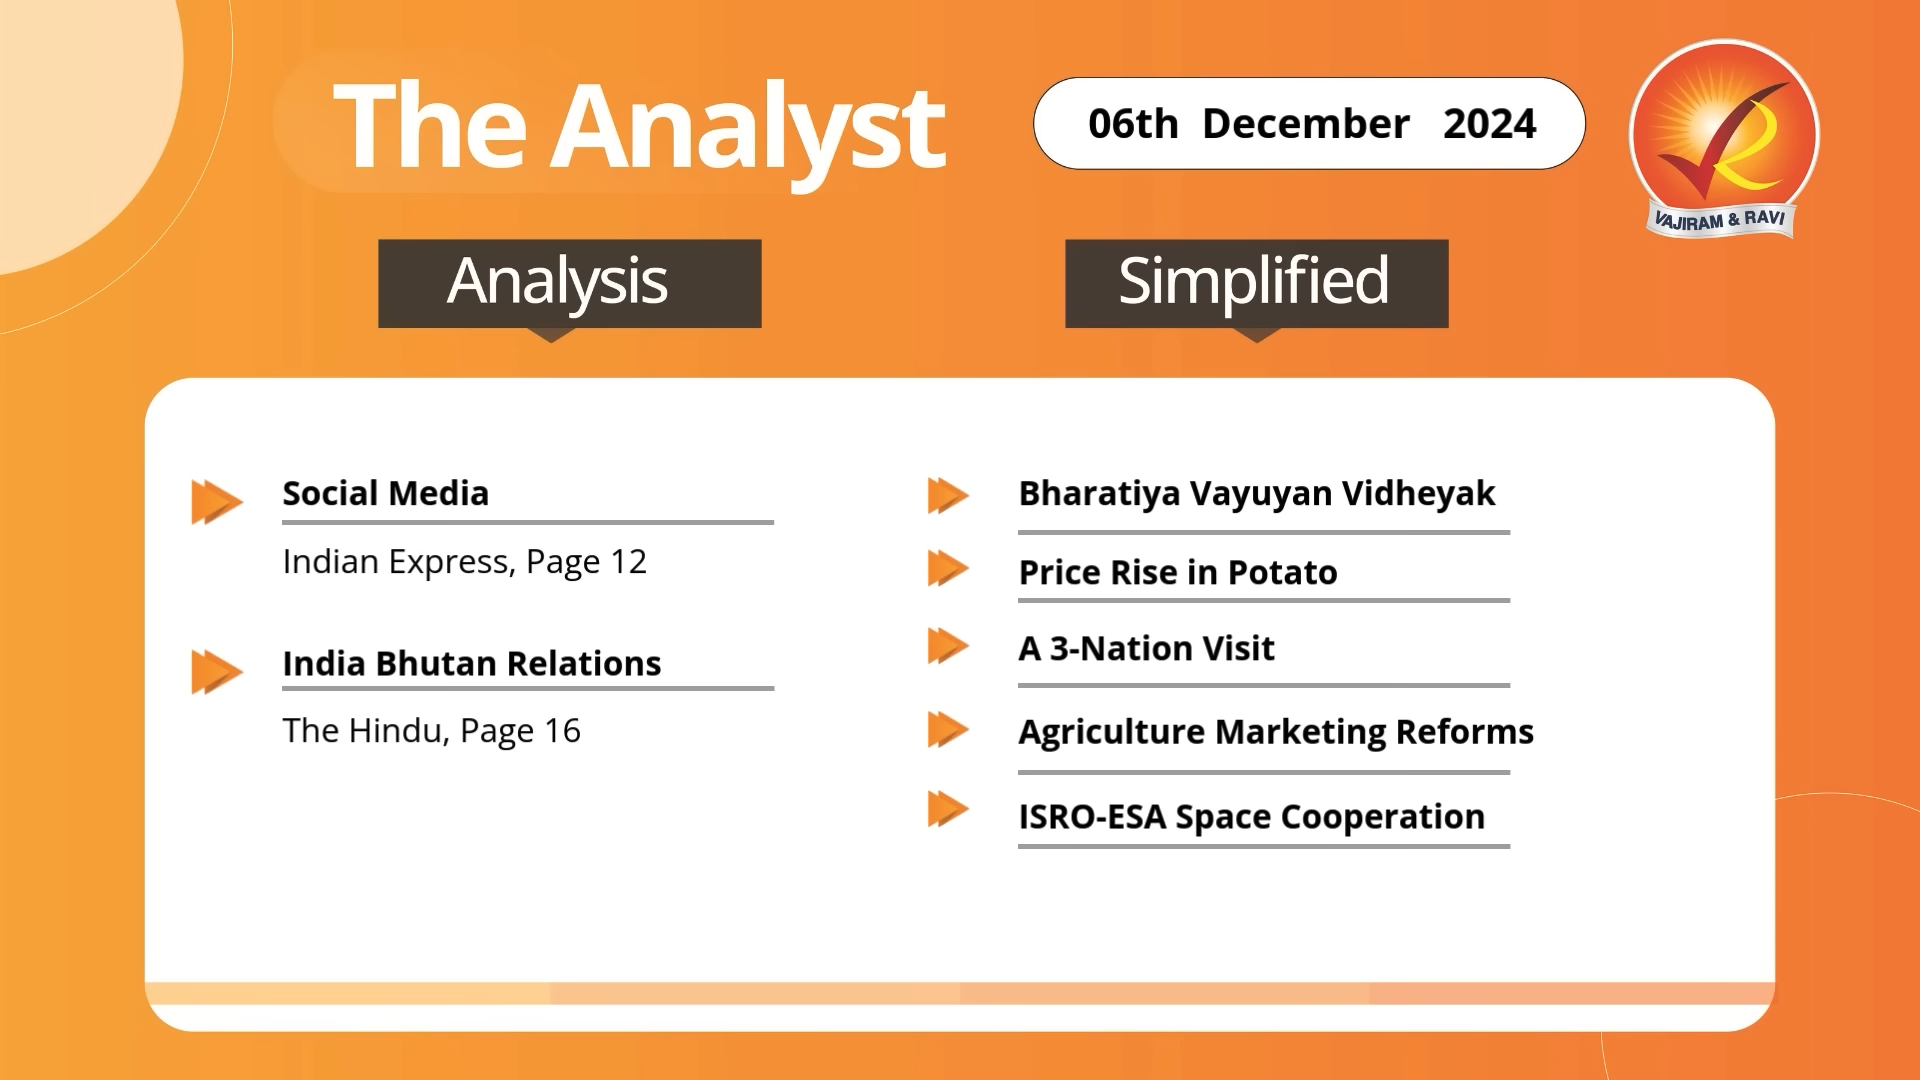 The Analyst
06th December 2024
VAJIRAM & RAVI
Analysis
Simplified
Social Media
Indian Express, Page 12
India Bhutan Relations
The Hindu, Page 16
Bharatiya Vayuyan Vidheyak
Price Rise in Potato
A 3-Nation Visit
Agriculture Marketing Reforms
ISRO-ESA Space Cooperation